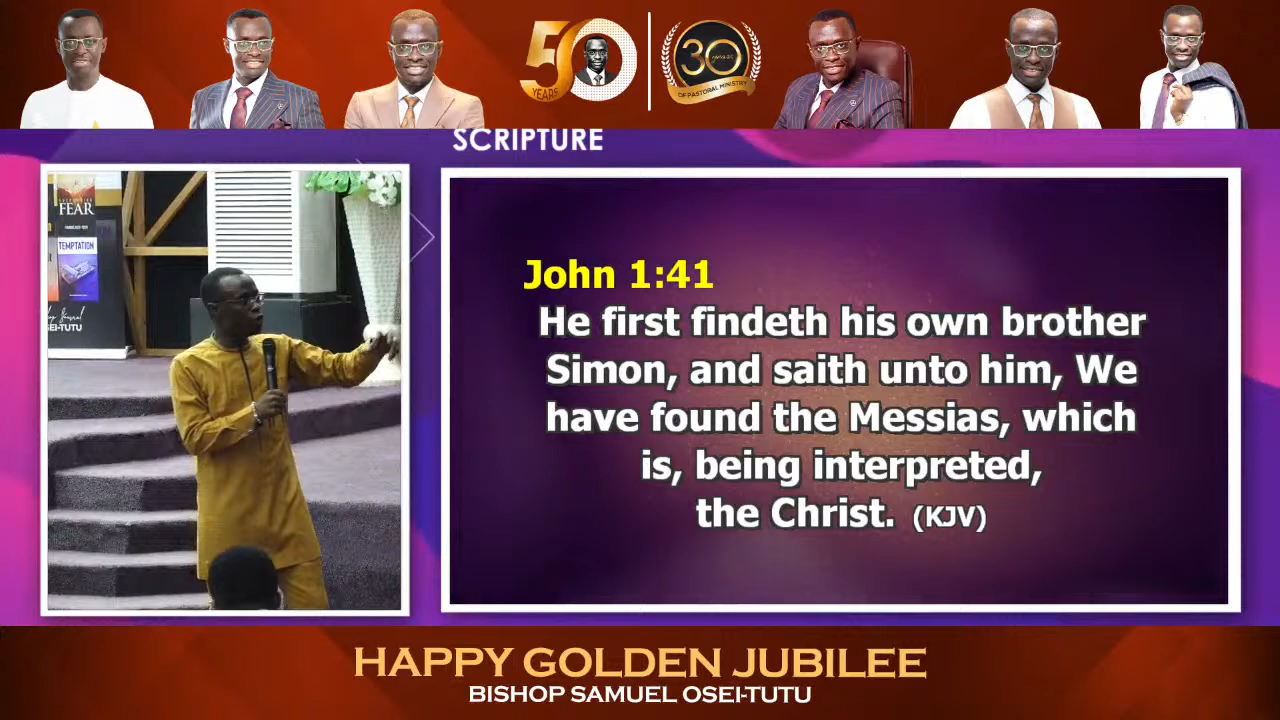 50
YEARS
30
years
OF PASTORAL MINISTRY
SCRIPTURE
FEAR
TEMPTATION
John 1:41
He first findeth his own brother
Simon, and saith unto him, We
have found the Messias, which
is, being interpreted,
the Christ. (KJV)
HAPPY GOLDEN JUBILEE
BISHOP SAMUEL OSEI-TUTU